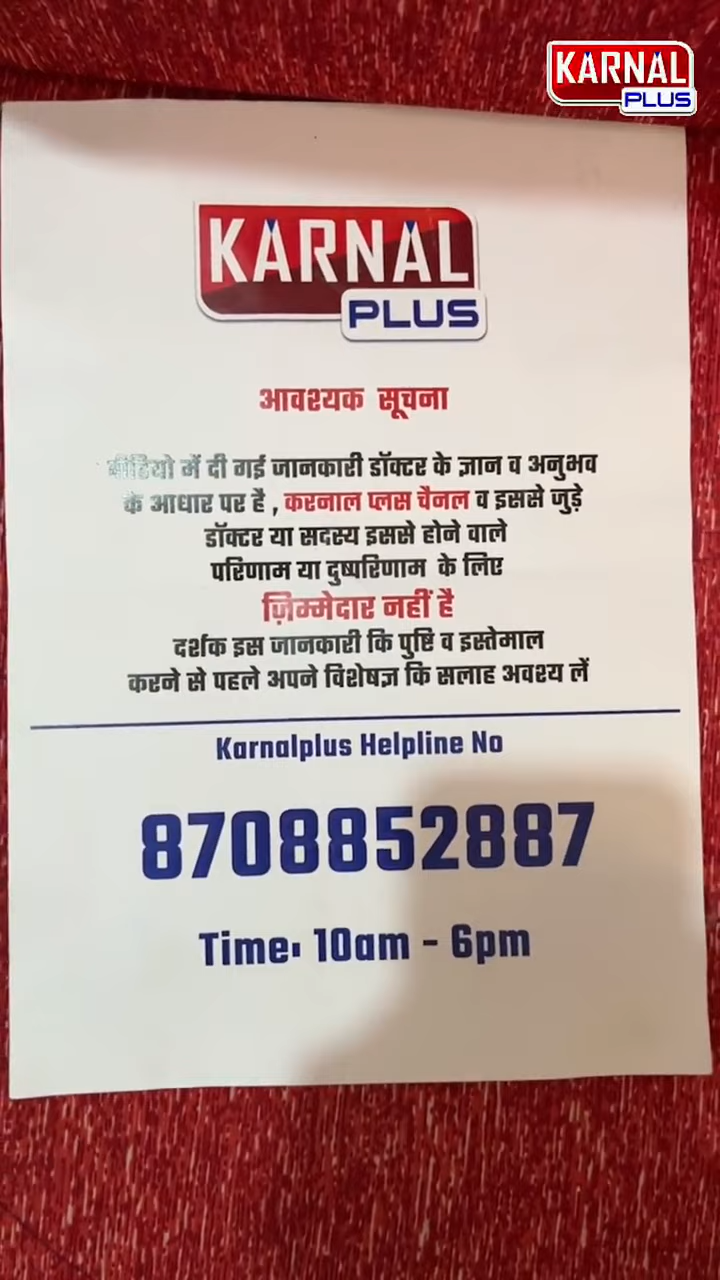 KARNAL
PLUS
KARNAL
PLUS
आवश्यक सूचना
वीडियो में दी गई जानकारी डॉक्टर के ज्ञान व अनुभव
के आधार पर है , करनाल प्लस चैनल व इससे जुड़े
डॉक्टर या सदस्य इससे होने वाले
परिणाम या दुष्परिणाम के लिए
ज़िम्मेदार नहीं है
दर्शक इस जानकारी कि पुष्टि व इस्तेमाल
करने से पहले अपने विशेषज्ञ कि सलाह अवश्य लें
Karnalplus Helpline No
8708852887
Time: 10am - 6pm